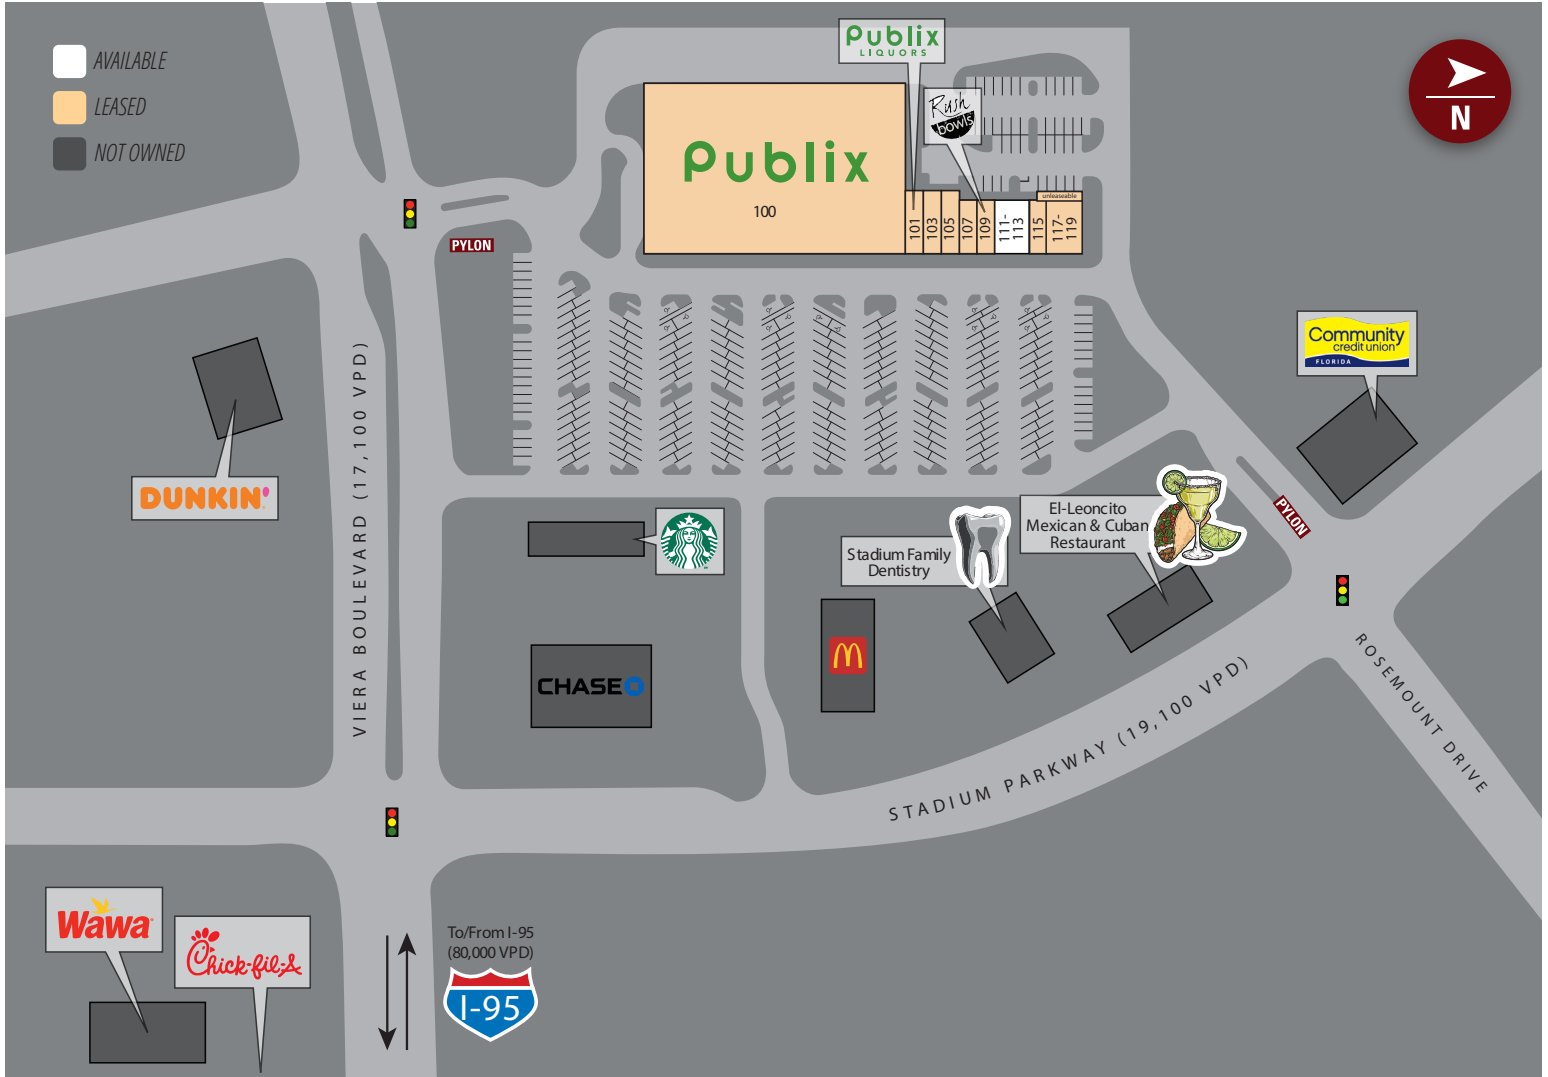 AVAILABLE
LEASED
NOT OWNED
Publix
LIQUORS
Rush
bowls
N
Publix
100
101
103
105
107
109
111-
113
115
117-
119
unleaseable
PYLON
Community
credit union
FLORIDA
DUNKIN'
VIERA BOULEVARD (17,100 VPD)
El-Leoncito
Mexican & Cuban
Restaurant
PYLON
Stadium Family
Dentistry
CHASE
STADIUM PARKWAY (19,100 VPD)
ROSEMOUNT DRIVE
Wawa
Chick-fil-A
To/From I-95
(80,000 VPD)
I-95